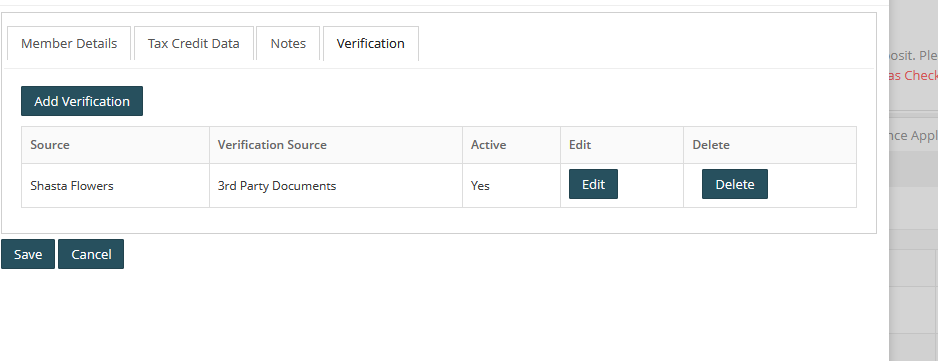 Member Details Tax Credit Data Notes Verification
posit. Ple
as Check
Add Verification
nce Appl
Source Verification Source Active Edit Delete
Shasta Flowers 3rd Party Documents Yes Edit Delete
Save Cancel